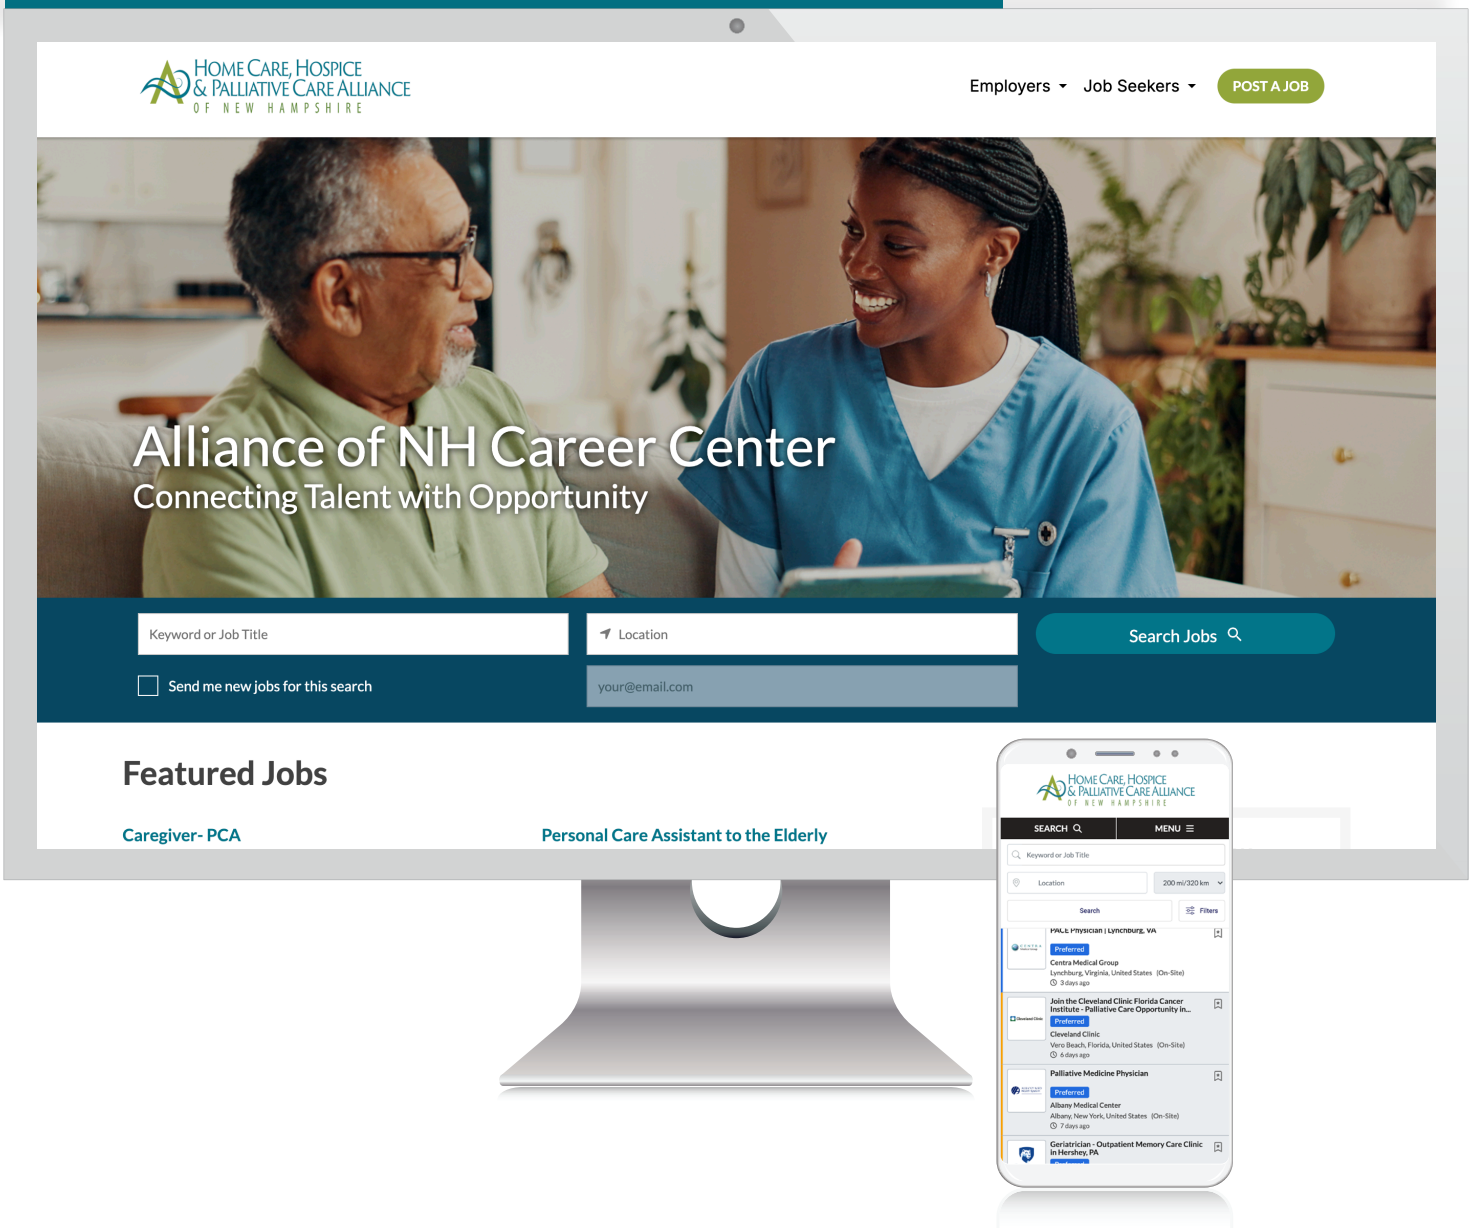 HOME CARE, HOSPICE
& PALLIATIVE CARE ALLIANCE
OF NEW HAMPSHIRE
Employers
Job Seekers
POST A JOB
Alliance of NH Career Center
Connecting Talent with Opportunity
Keyword or Job Title
Location
Search Jobs
Send me new jobs for this search
your@email.com
Featured Jobs
Caregiver- PCA
Personal Care Assistant to the Elderly
HOME CARE, HOSPICE
& PALLIATIVE CARE ALLIANCE
OF NEW HAMPSHIRE
SEARCH
MENU
Keyword or Job Title
Location
200 mi/320 km
Search
Filters
PACE Physician | Lynchburg, VA
CENTRA
Preferred
Centra Medical Group
Lynchburg, Virginia, United States (On-Site)
3 days ago
Join the Cleveland Clinic Florida Cancer
Institute - Palliative Care Opportunity in...
Cleveland Clinic
Preferred
Cleveland Clinic
Vero Beach, Florida, United States (On-Site)
6 days ago
Palliative Medicine Physician
Preferred
Albany Medical Center
Albany, New York, United States (On-Site)
7 days ago
Geriatrician - Outpatient Memory Care Clinic
in Hershey, PA
Preferred